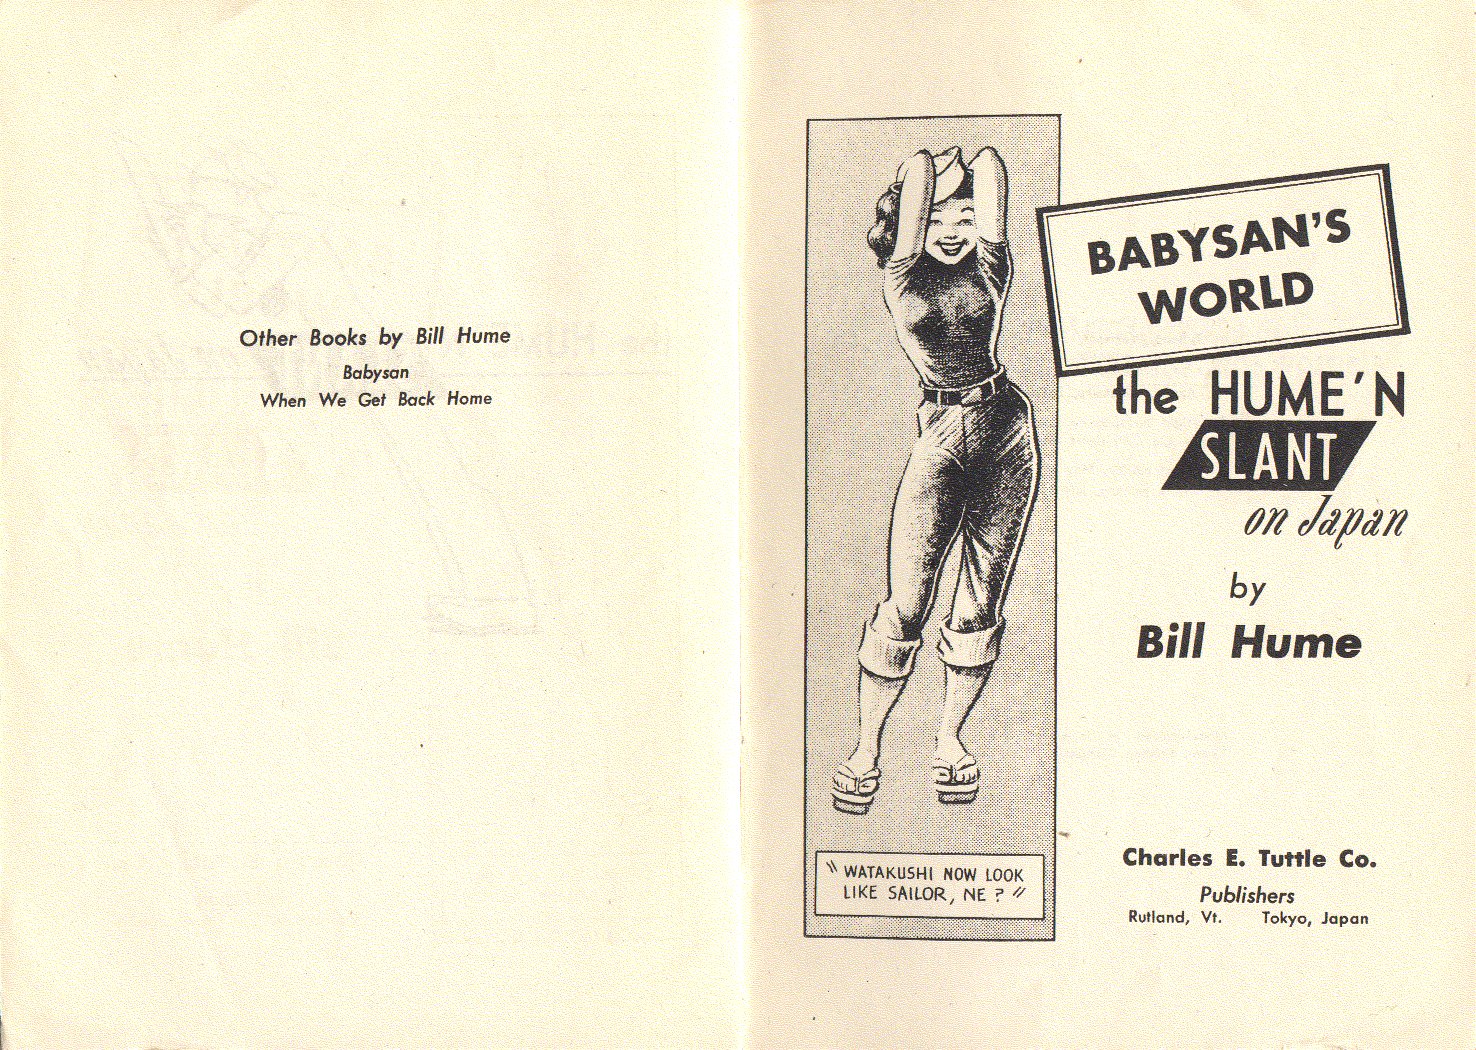 Other Books by Bill Hume
Babysan
When We Get Back Home
BABYSAN'S
WORLD
the HUME'N
SLANT
on Japan
by
Bill Hume
"WATAKUSHI NOW LOOK
LIKE SAILOR, NE?"
Charles E. Tuttle Co.
Publishers
Rutland, Vt. Tokyo, Japan